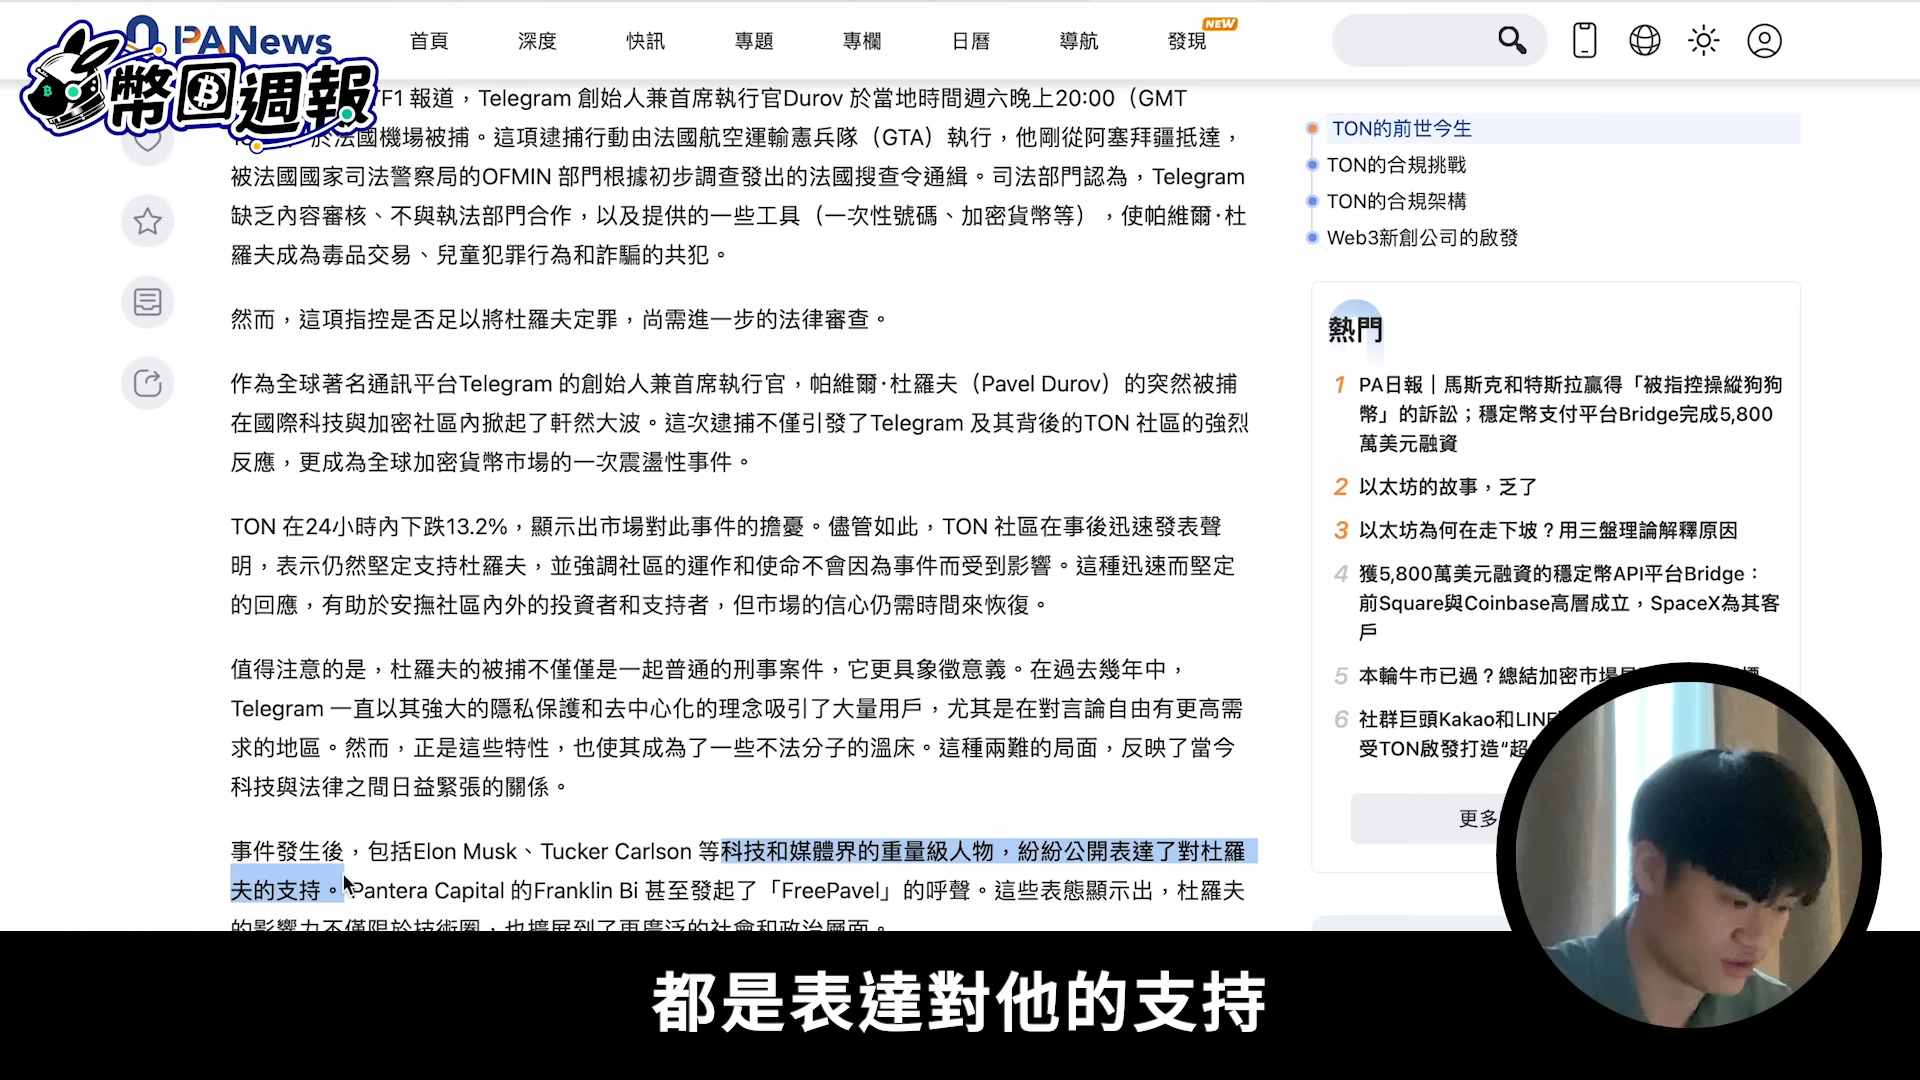 PANews
首頁
深度
快訊
專題
專欄
日曆
導航
發現
NEW
幣圈週報
TF1 報道，Telegram 創始人兼首席執行官Durov 於當地時間週六晚上20:00（GMT
於法國機場被捕。這項逮捕行動由法國航空運輸憲兵隊（GTA）執行，他剛從阿塞拜疆抵達，
被法國國家司法警察局的OFMIN 部門根據初步調查發出的法國搜查令通緝。司法部門認為，Telegram
缺乏內容審核、不與執法部門合作，以及提供的一些工具（一次性號碼、加密貨幣等），使帕維爾·杜
羅夫成為毒品交易、兒童犯罪行為和詐騙的共犯。
然而，這項指控是否足以將杜羅夫定罪，尚需進一步的法律審查。
作為全球著名通訊平台Telegram 的創始人兼首席執行官，帕維爾·杜羅夫（Pavel Durov）的突然被捕
在國際科技與加密社區內掀起了軒然大波。這次逮捕不僅引發了Telegram 及其背後的TON 社區的強烈
反應，更成為全球加密貨幣市場的一次震盪性事件。
TON 在24小時內下跌13.2%，顯示出市場對此事件的擔憂。儘管如此，TON 社區在事後迅速發表聲
明，表示仍然堅定支持杜羅夫，並強調社區的運作和使命不會因為事件而受到影響。這種迅速而堅定
的回應，有助於安撫社區內外的投資者和支持者，但市場的信心仍需時間來恢復。
值得注意的是，杜羅夫的被捕不僅僅是一起普通的刑事案件，它更具象徵意義。在過去幾年中，
Telegram 一直以其強大的隱私保護和去中心化的理念吸引了大量用戶，尤其是在對言論自由有更高需
求的地區。然而，正是這些特性，也使其成為了一些不法分子的溫床。這種兩難的局面，反映了當今
科技與法律之間日益緊張的關係。
事件發生後，包括Elon Musk、Tucker Carlson 等科技和媒體界的重量級人物，紛紛公開表達了對杜羅
夫的支持。Pantera Capital 的Franklin Bi 甚至發起了「FreePavel」的呼聲。這些表態顯示出，杜羅夫
的影響力不僅限於技術圈，也擴展到了更廣泛的社會和政治層面。
TON的前世今生
TON的合規挑戰
TON的合規架構
Web3新創公司的啟發
熱門
1 PA日報｜馬斯克和特斯拉贏得「被指控操縱狗狗
幣」的訴訟；穩定幣支付平台Bridge完成5,800
萬美元融資
2 以太坊的故事，乏了
3 以太坊為何在走下坡？用三盤理論解釋原因
4 獲5,800萬美元融資的穩定幣API平台Bridge：
前Square與Coinbase高層成立，SpaceX為其客
戶
5 本輪牛市已過？總結加密市場
6 社群巨頭Kakao和LINE
受TON啟發打造“超
更多
都是表達對他的支持